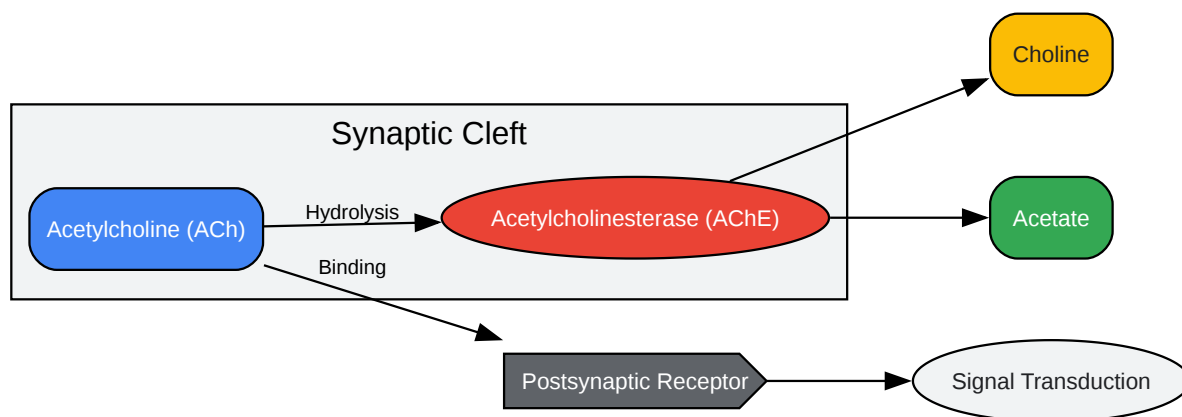 Choline
Synaptic Cleft
Acetylcholine (ACh)
Hydrolysis
Acetylcholinesterase (AChE)
Acetate
Binding
Postsynaptic Receptor
Signal Transduction